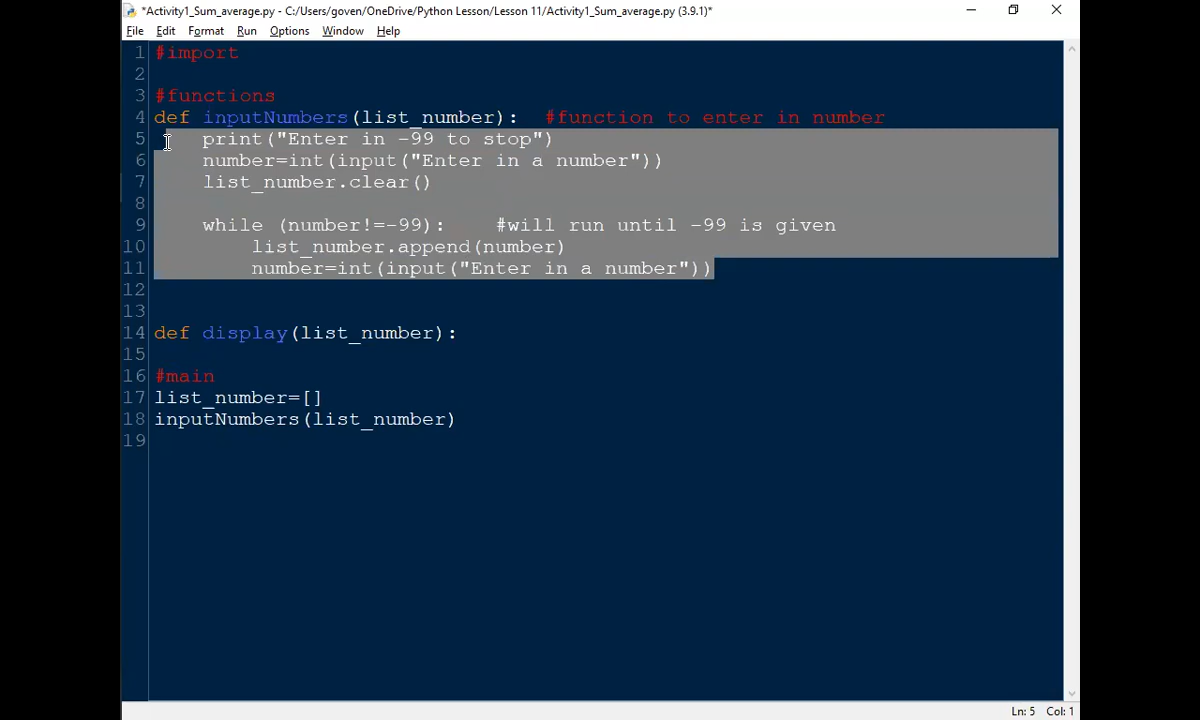 *Activity1_Sum_average.py - C:/Users/goven/OneDrive/Python Lesson/Lesson 11/Activity1_Sum_average.py (3.9.1)*
File Edit Format Run Options Window Help
1 #import
2
3 #functions
4 def inputNumbers(list_number):  #function to enter in number
5     print("Enter in -99 to stop")
6     number=int(input("Enter in a number"))
7     list_number.clear()
8
9     while (number!=-99):    #will run until -99 is given
10         list_number.append(number)
11         number=int(input("Enter in a number"))
12
13
14 def display(list_number):
15
16 #main
17 list_number=[]
18 inputNumbers(list_number)
19
Ln: 5 Col: 1